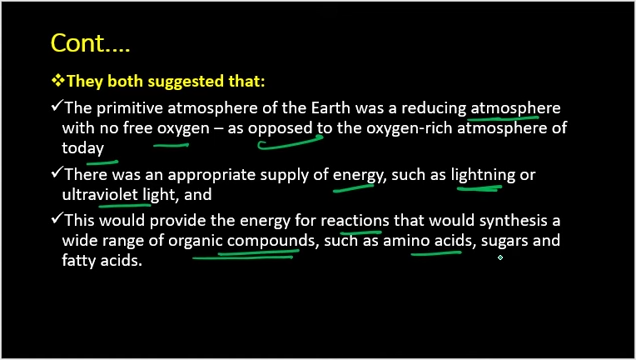 Cont....
❖They both suggested that:
✓The primitive atmosphere of the Earth was a reducing atmosphere
with no free oxygen – as opposed to the oxygen-rich atmosphere of
today
✓There was an appropriate supply of energy, such as lightning or
ultraviolet light, and
✓This would provide the energy for reactions that would synthesis a
wide range of organic compounds, such as amino acids, sugars and
fatty acids.